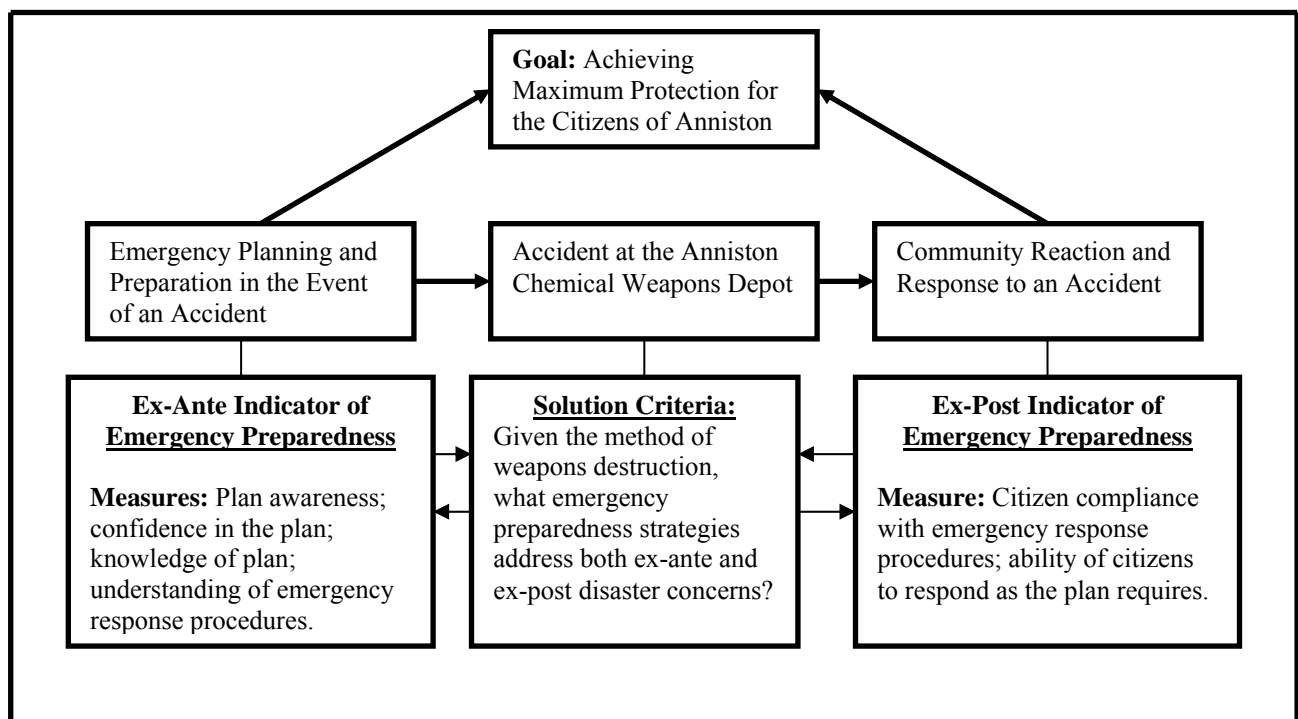 Goal: Achieving
Maximum Protection for
the Citizens of Anniston
Emergency Planning and
Preparation in the Event
of an Accident
Accident at the Anniston
Chemical Weapons Depot
Community Reaction and
Response to an Accident
Ex-Ante Indicator of
Emergency Preparedness
Measures: Plan awareness;
confidence in the plan;
knowledge of plan;
understanding of emergency
response procedures.
Solution Criteria:
Given the method of
weapons destruction,
what emergency
preparedness strategies
address both ex-ante and
ex-post disaster concerns?
Ex-Post Indicator of
Emergency Preparedness
Measure: Citizen compliance
with emergency response
procedures; ability of citizens
to respond as the plan requires.